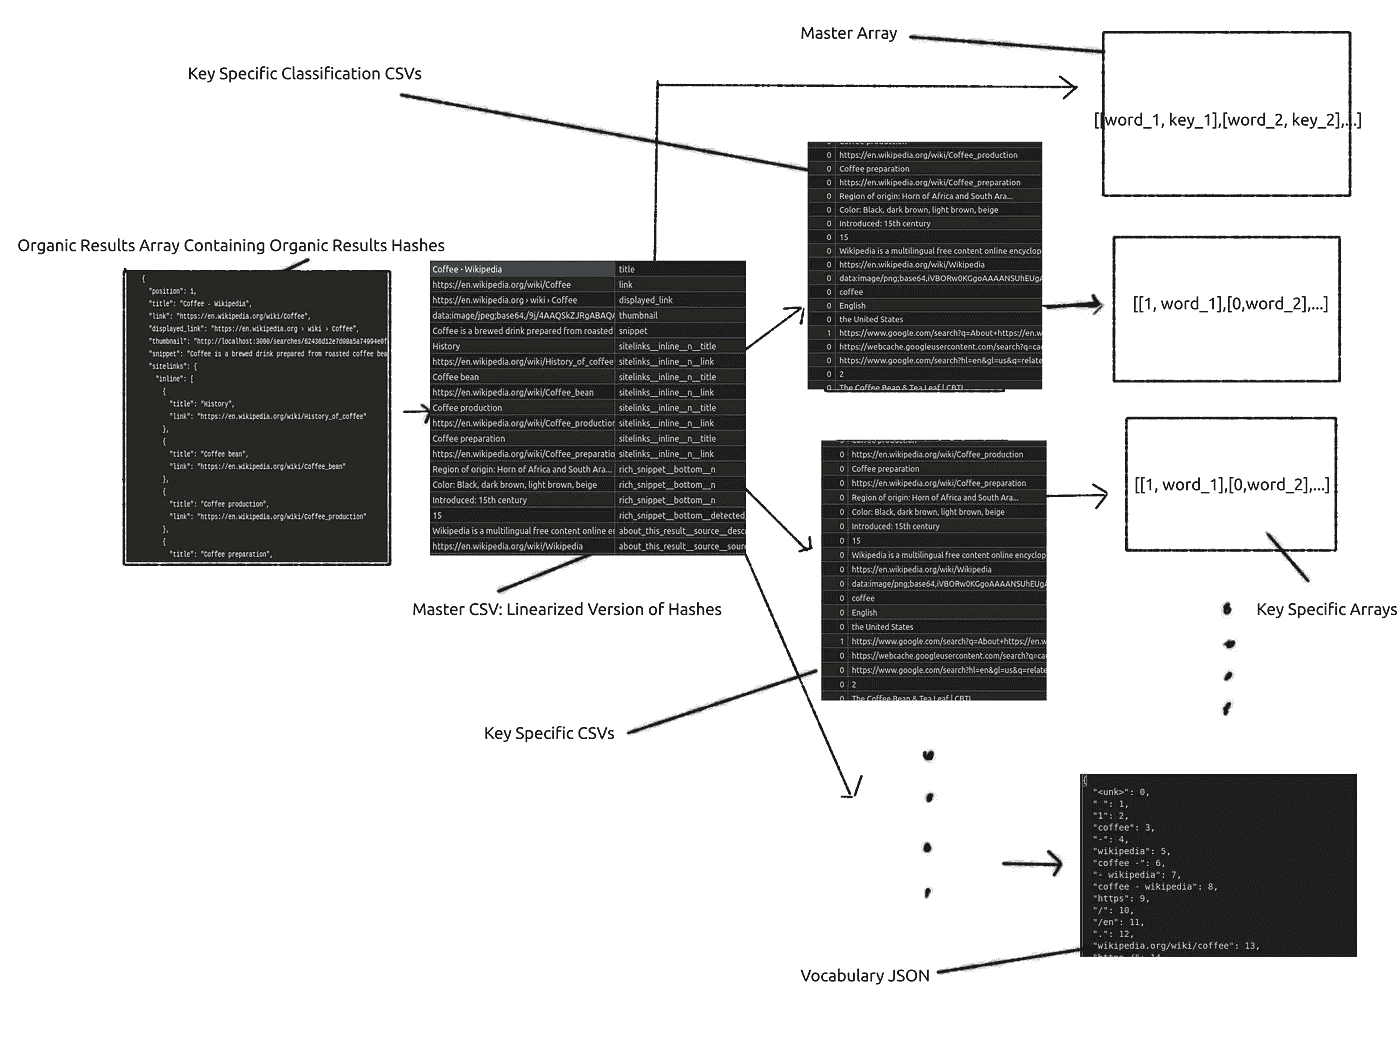 Master Array
Key Specific Classification CSVs
[[word_1, key_1],[word_2, key_2],...]
Organic Results Array Containing Organic Results Hashes
{
"position": 1,
"title": "Coffee - Wikipedia",
"link": "https://en.wikipedia.org/wiki/Coffee",
"displayed_link": "https://en.wikipedia.org › wiki › Coffee",
"thumbnail": "http://localhost:3000/searches/62436d12e7d08a5a74994e0f
"snippet": "Coffee is a brewed drink prepared from roasted coffee bea
"sitelinks": {
"inline": [
{
"title": "History",
"link": "https://en.wikipedia.org/wiki/History_of_coffee"
},
{
"title": "Coffee bean",
"link": "https://en.wikipedia.org/wiki/Coffee_bean"
},
{
"title": "Coffee production",
"link": "https://en.wikipedia.org/wiki/Coffee_production"
},
{
"title": "Coffee preparation",
Coffee - Wikipedia title
https://en.wikipedia.org/wiki/Coffee link
https://en.wikipedia.org › wiki › Coffee displayed_link
data:image/jpeg;base64,/9j/4AAQSkZJRgABAQA/ thumbnail
Coffee is a brewed drink prepared from roasted snippet
History sitelinks__inline__n__title
https://en.wikipedia.org/wiki/History_of_coffee sitelinks__inline__n__link
Coffee bean sitelinks__inline__n__title
https://en.wikipedia.org/wiki/Coffee_bean sitelinks__inline__n__link
Coffee production sitelinks__inline__n__title
https://en.wikipedia.org/wiki/Coffee_production sitelinks__inline__n__link
Coffee preparation sitelinks__inline__n__title
https://en.wikipedia.org/wiki/Coffee_preparatio sitelinks__inline__n__link
Region of origin: Horn of Africa and South Ara... rich_snippet__bottom__n
Color: Black, dark brown, light brown, beige rich_snippet__bottom__n
Introduced: 15th century rich_snippet__bottom__n
15 rich_snippet__bottom__detected_
Wikipedia is a multilingual free content online er about_this_result__source__desc
https://en.wikipedia.org/wiki/Wikipedia about_this_result__source__sour
Master CSV: Linearized Version of Hashes
0 Coffee production
0 https://en.wikipedia.org/wiki/Coffee_production
0 Coffee preparation
0 https://en.wikipedia.org/wiki/Coffee_preparation
0 Region of origin: Horn of Africa and South Ara...
0 Color: Black, dark brown, light brown, beige
0 Introduced: 15th century
0 15
0 Wikipedia is a multilingual free content online encyclop
0 https://en.wikipedia.org/wiki/Wikipedia
0 data:image/png;base64,iVBORw0KGgoAAAANSUhEUgA
0 coffee
0 English
0 the United States
1 https://www.google.com/search?q=About+https://en.w
0 https://webcache.googleusercontent.com/search?q=ca
0 https://www.google.com/search?hl=en&gl=us&q=relate
0 2
0 The Coffee Bean & Tea Leaf | CBTL
[[1, word_1],[0,word_2],...]
0 Coffee production
0 https://en.wikipedia.org/wiki/Coffee_production
0 Coffee preparation
0 https://en.wikipedia.org/wiki/Coffee_preparation
0 Region of origin: Horn of Africa and South Ara...
0 Color: Black, dark brown, light brown, beige
0 Introduced: 15th century
0 15
0 Wikipedia is a multilingual free content online encyclop
0 https://en.wikipedia.org/wiki/Wikipedia
0 data:image/png;base64,iVBORw0KGgoAAAANSUhEUgA
0 coffee
0 English
0 the United States
1 https://www.google.com/search?q=About+https://en.w
0 https://webcache.googleusercontent.com/search?q=ca
0 https://www.google.com/search?hl=en&gl=us&q=relate
0 2
0 The Coffee Bean & Tea Leaf | CBTL
[[1, word_1],[0,word_2],...]
Key Specific Arrays
Key Specific CSVs
{
"<unk>": 0,
" ": 1,
"1": 2,
"coffee": 3,
"-": 4,
"wikipedia": 5,
"coffee -": 6,
"- wikipedia": 7,
"coffee - wikipedia": 8,
"https": 9,
"/": 10,
"/en": 11,
".": 12,
"wikipedia.org/wiki/coffee": 13,
Vocabulary JSON